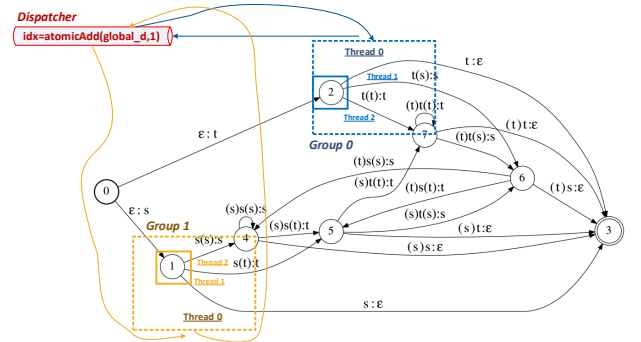 Dispatcher
idx=atomicAdd(global_d,1)
Thread 0
t : ε
Thread 1
t(s) : s
2
t(t) : t
Thread 2
(t)t(t) : t
7
(t) t : ε
ε : t
Group 0
(t)t(s) : s
(t)s(s) : s
6
0
(s)t(t) : t
(t)s(t) : t
(t) s : ε
ε : s
(s)s(s) : s
(s)t(s) : s
Group 1
s(s) : s
4
(s)s(t) : t
5
(s) t : ε
3
1
Thread 2
s(t) : t
(s) s : ε
Thread 1
s : ε
Thread 0